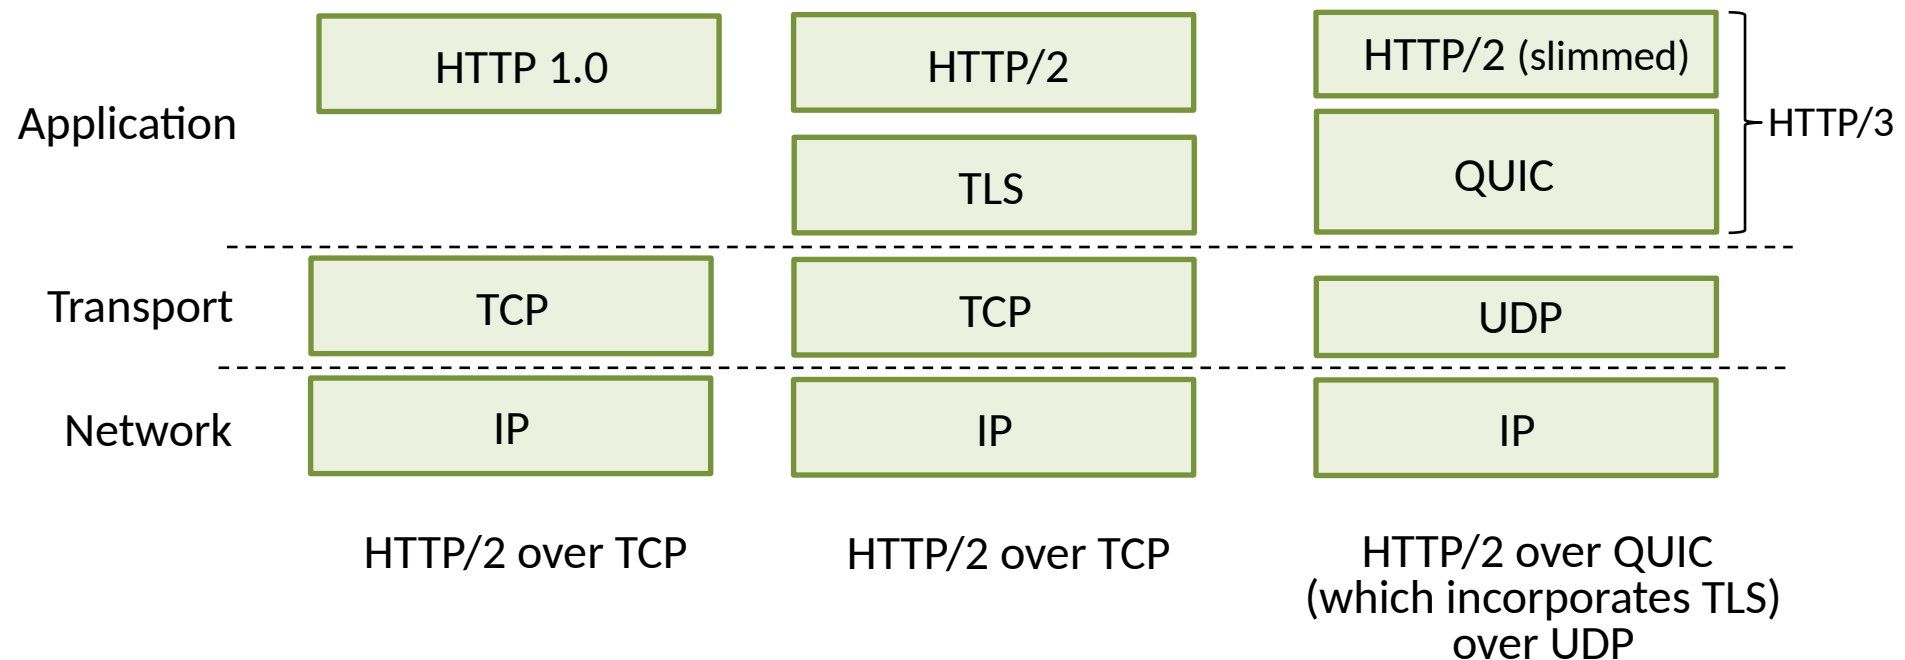 HTTP 1.0
HTTP/2
HTTP/2 (slimmed)
Application
HTTP/3
TLS
QUIC
Transport
TCP
TCP
UDP
Network
IP
IP
IP
HTTP/2 over TCP
HTTP/2 over TCP
HTTP/2 over QUIC
(which incorporates TLS)
over UDP